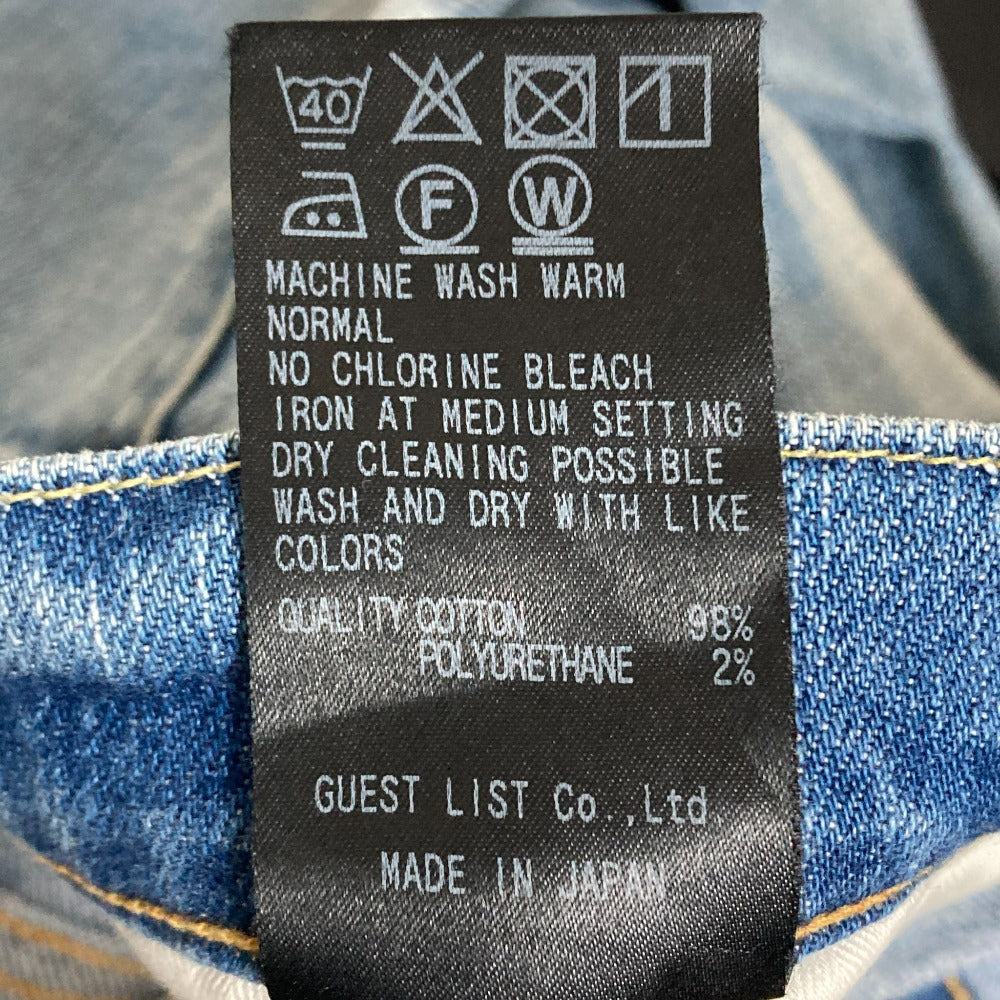 40
F W
MACHINE WASH WARM
NORMAL
NO CHLORINE BLEACH
IRON AT MEDIUM SETTING
DRY CLEANING POSSIBLE
WASH AND DRY WITH LIKE
COLORS
QUALITY COTTON 98%
POLYURETHANE 2%
GUEST LIST Co.,Ltd.
MADE IN JAPAN